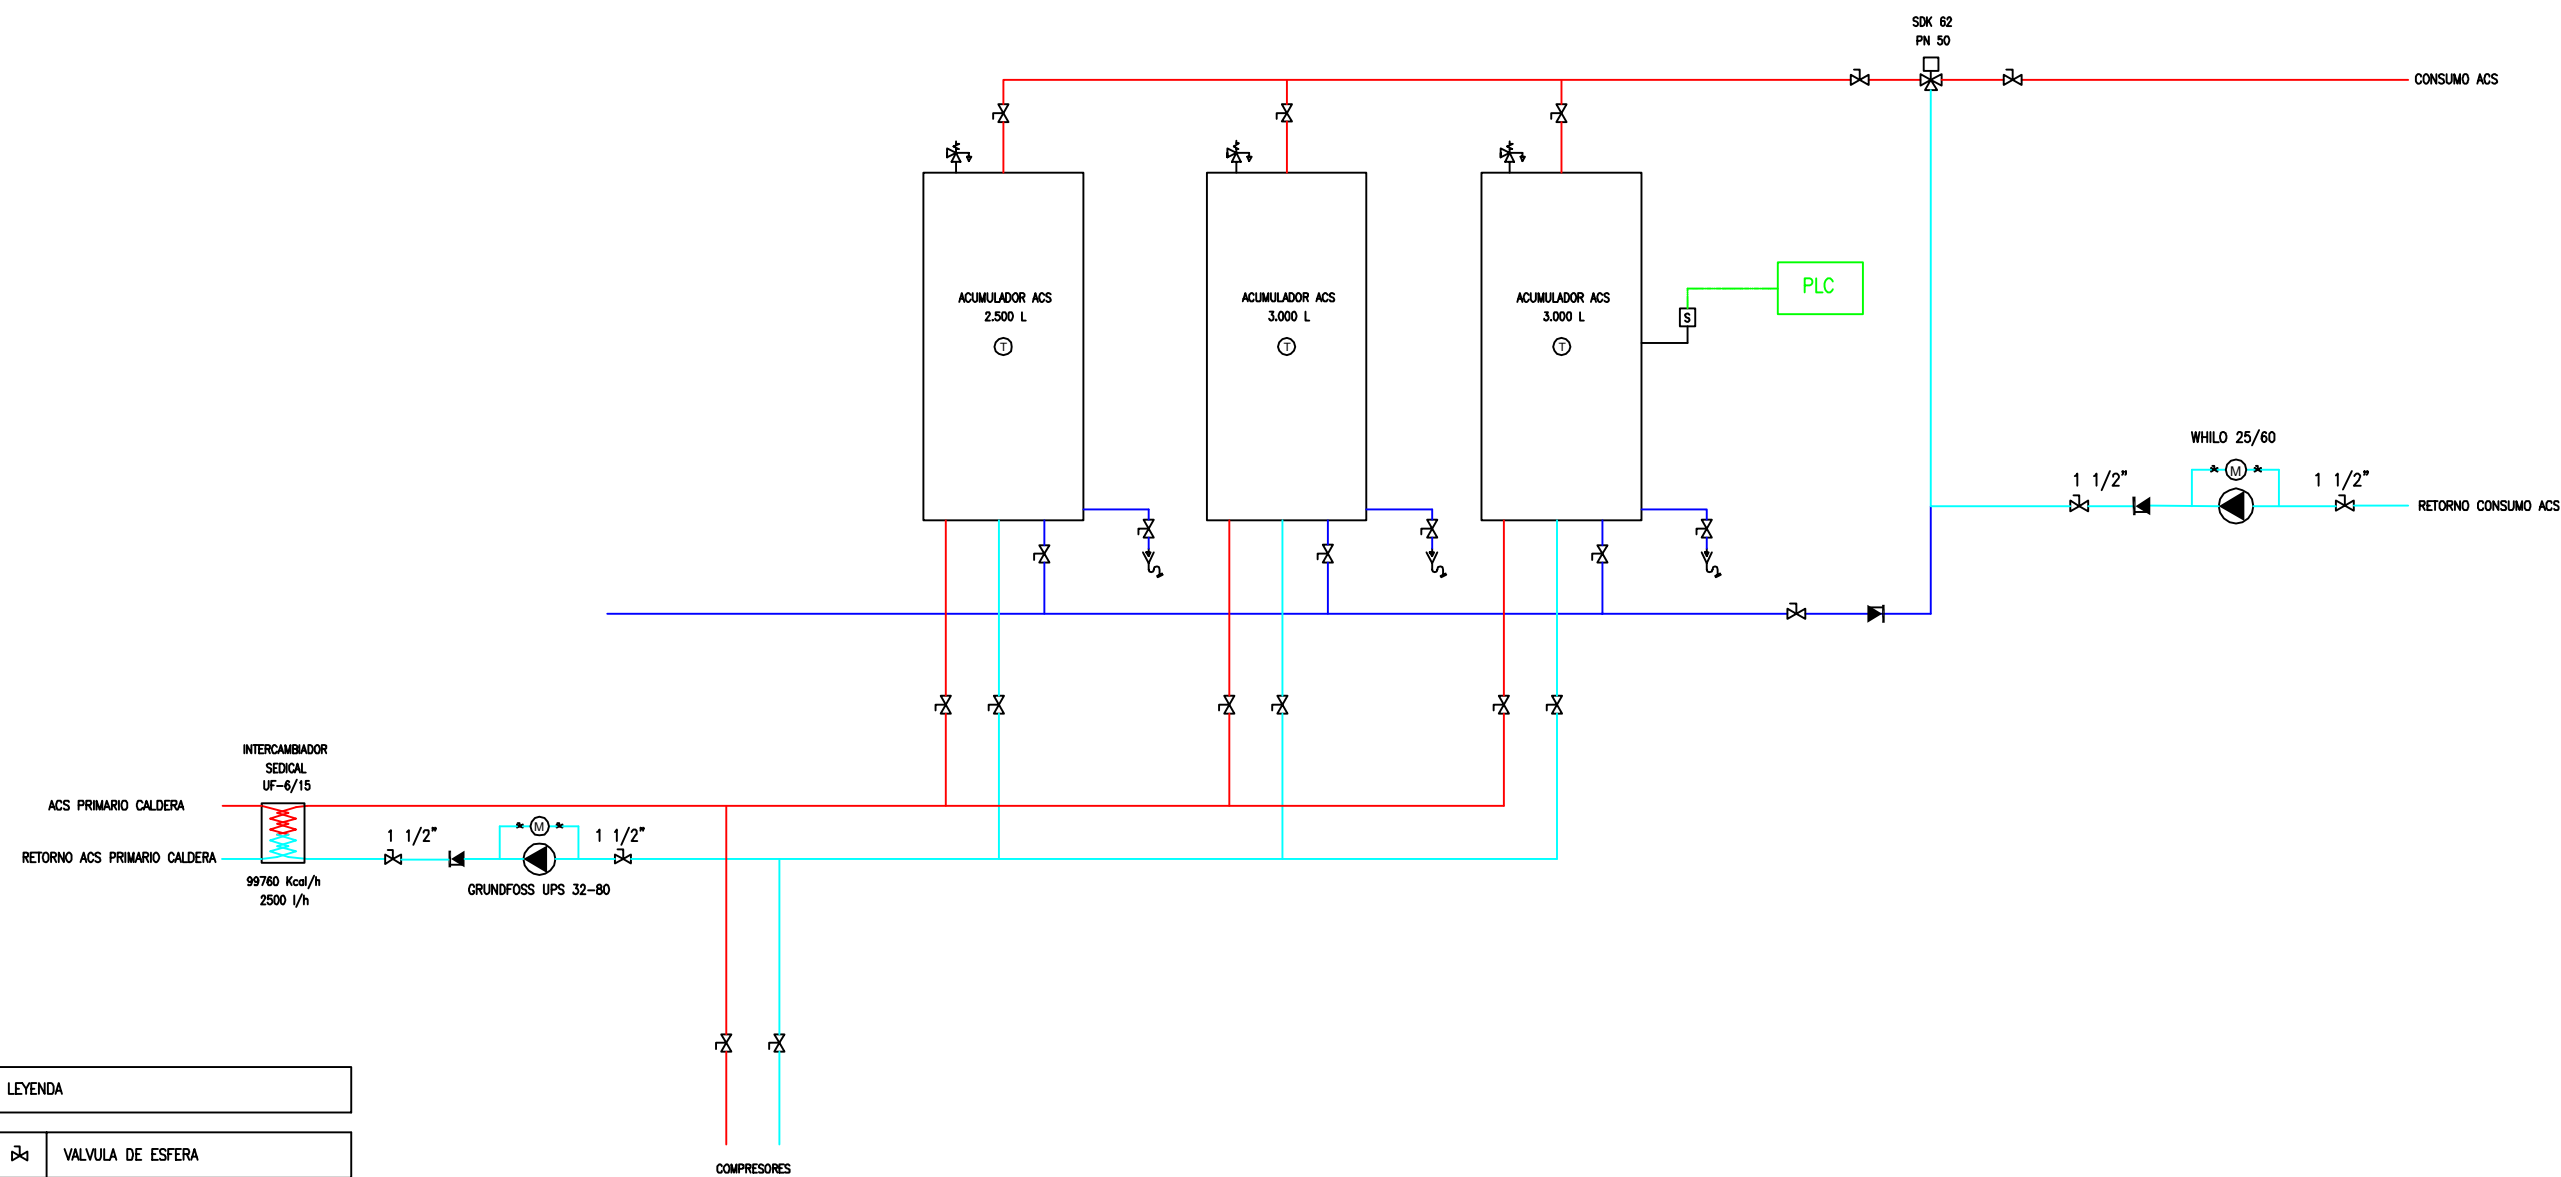 SDK 62
PN 50
CONSUMO ACS
ACUMULADOR ACS
2.500 L
T
ACUMULADOR ACS
3.000 L
T
ACUMULADOR ACS
3.000 L
T
S
PLC
WHILO 25/60
M
1 1/2"
1 1/2"
RETORNO CONSUMO ACS
INTERCAMBIADOR
SEDICAL
UF-6/15
ACS PRIMARIO CALDERA
1 1/2"
M
1 1/2"
RETORNO ACS PRIMARIO CALDERA
99760 Kcal/h
2500 l/h
GRUNDFOSS UPS 32-80
LEYENDA
VALVULA DE ESFERA
COMPRESORES